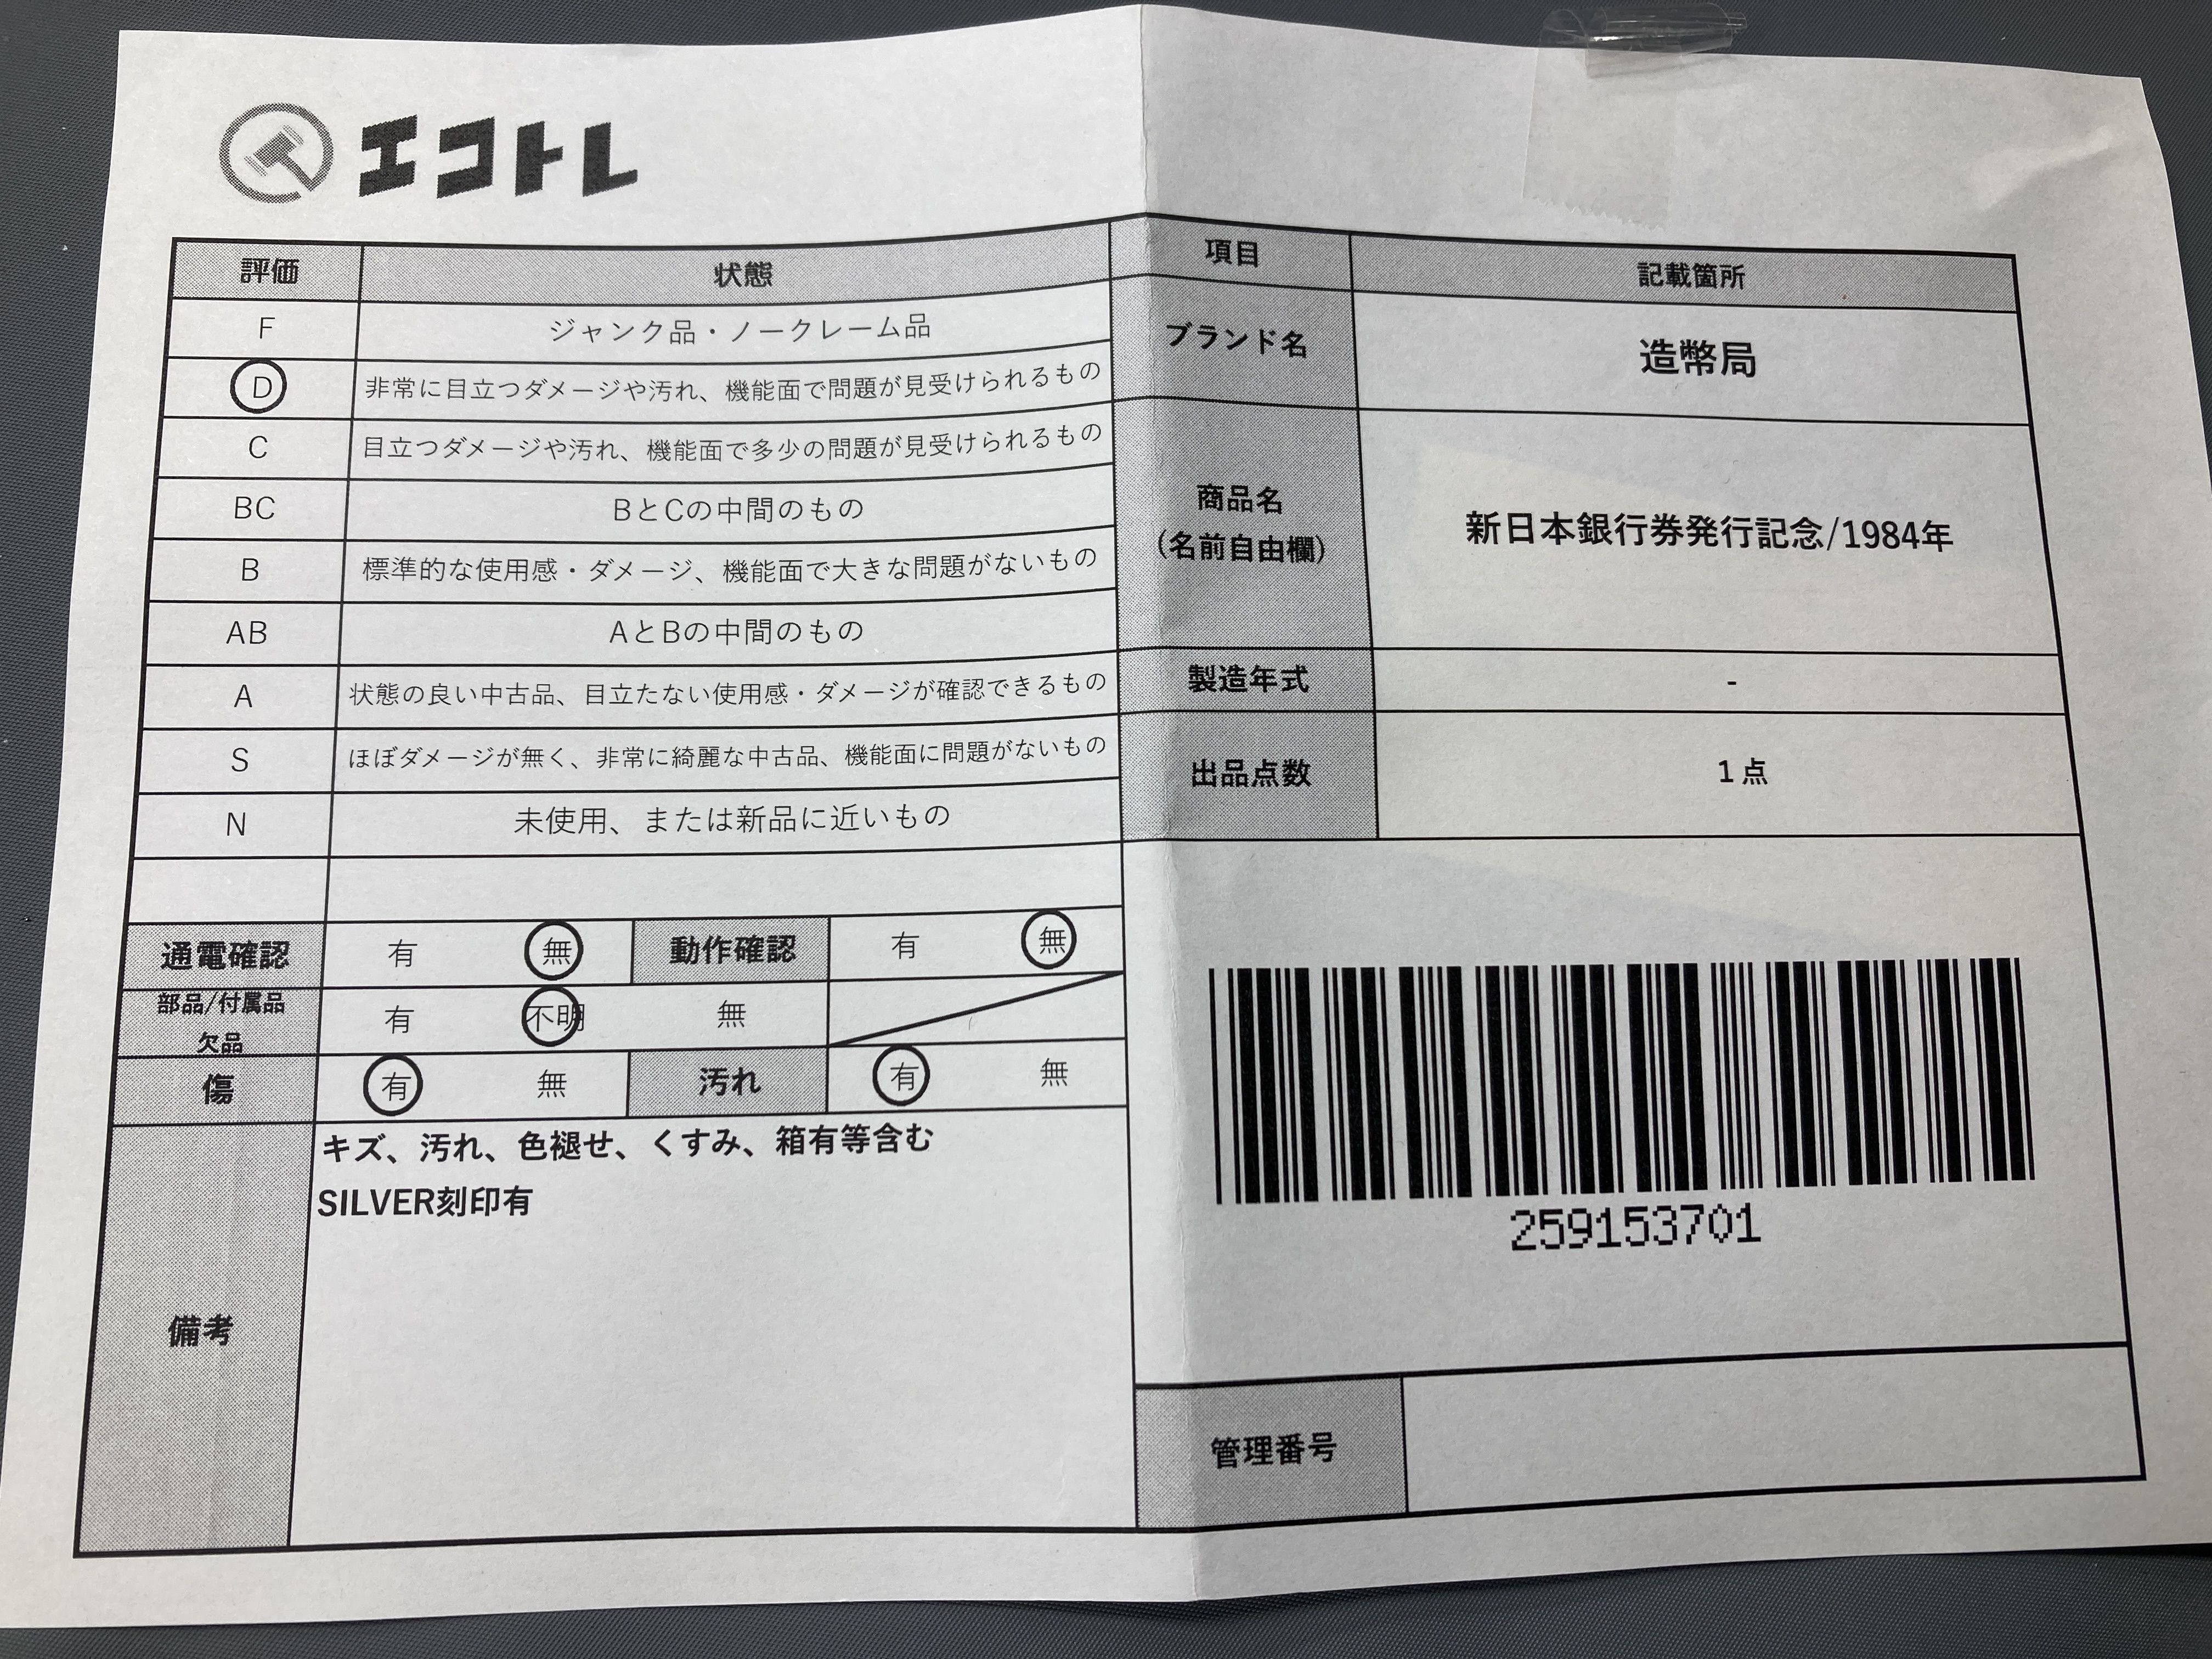 エコトレ
評価 状態
F ジャンク品・ノークレーム品
D 非常に目立つダメージや汚れ、機能面で問題が見受けられるもの
C 目立つダメージや汚れ、機能面で多少の問題が見受けられるもの
BC BとCの中間のもの
B 標準的な使用感・ダメージ、機能面で大きな問題がないもの
AB AとBの中間のもの
A 状態の良い中古品、目立たない使用感・ダメージが確認できるもの
S ほぼダメージが無く、非常に綺麗な中古品、機能面に問題がないもの
N 未使用、または新品に近いもの
通電確認 有 無 動作確認 有 無
部品/付属品
欠品 有 不明 無
傷 有 無 汚れ 有 無
備考
キズ、汚れ、色褪せ、くすみ、箱有等含む
SILVER刻印有
項目 記載箇所
ブランド名 造幣局
商品名
(名前自由欄)
新日本銀行券発行記念/1984年
製造年式 -
出品点数 1点
259153701
管理番号